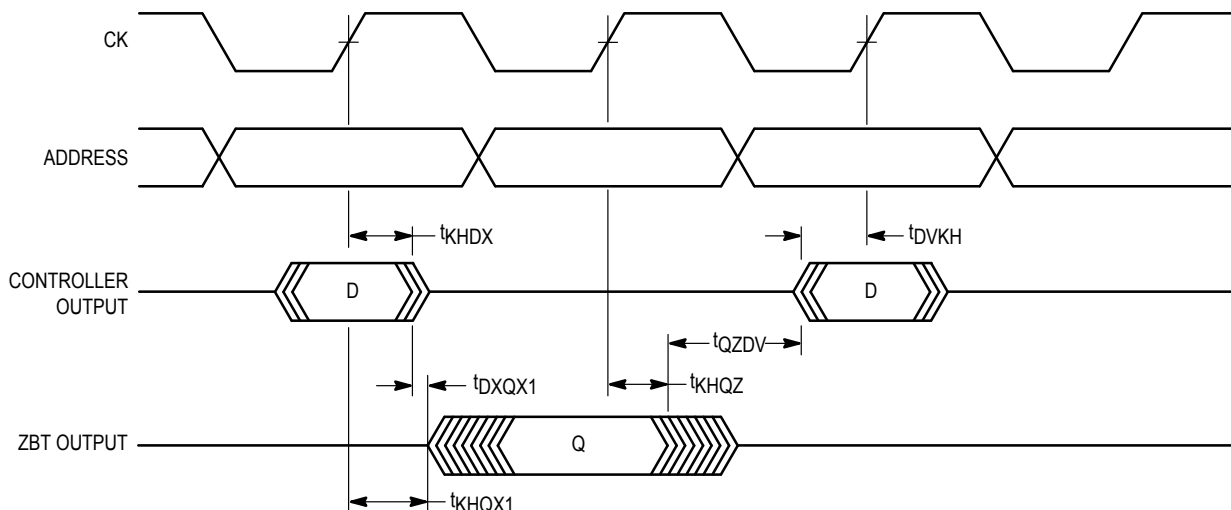 CK
ADDRESS
tKHDX
tDVKH
CONTROLLER
OUTPUT
D
D
tQZDV
tDXQX1
tKHQZ
ZBT OUTPUT
Q
tKHQX1